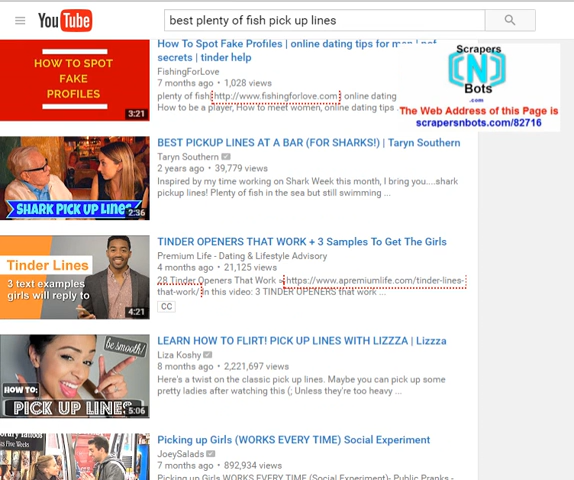 YouTube
best plenty of fish pick up lines
How To Spot Fake Profiles | online dating tips for men | pof
secrets | tinder help
FishingForLove
7 months ago • 1,028 views
plenty of fish http://www.fishingforlove.com online dating
How to be a player, How to meet women, online dating tips
HOW TO SPOT
FAKE
PROFILES
3:21
Scrapers
N
Bots
.com
The Web Address of this Page is
scrapersnbots.com/82716
BEST PICKUP LINES AT A BAR (FOR SHARKS!) | Taryn Southern
Taryn Southern
2 years ago • 39,779 views
Inspired by my time working on Shark Week this month, I bring you....shark
pickup lines! Plenty of fish in the sea but still swimming ...
SHARK PICK UP LINES
2:36
TINDER OPENERS THAT WORK + 3 Samples To Get The Girls
Premium Life - Dating & Lifestyle Advisory
4 months ago • 21,125 views
28 Tinder Openers That Work https://www.apremiumlife.com/tinder-lines-
that-work/ In this video: 3 TINDER OPENERS that work ...
CC
Tinder Lines
3 text examples
girls will reply to
4:21
LEARN HOW TO FLIRT! PICK UP LINES WITH LIZZZA | Lizzza
Liza Koshy
8 months ago • 2,221,697 views
Here's a twist on the classic pick up lines. Maybe you can pick up some
pretty ladies after watching this (; Unless they're too heavy ...
be smooth!
HOW TO:
PICK UP LINES
5:06
Picking up Girls (WORKS EVERY TIME) Social Experiment
JoeySalads
7 months ago • 892,934 views
Picking up Girls (WORKS EVERY TIME (Social Experiment)- Public Pranks -